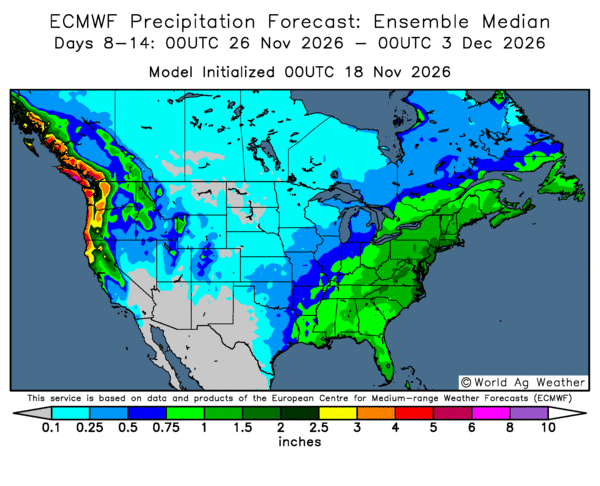 ECMWF Precipitation Forecast: Ensemble Median
Days 8-14: 00UTC 26 Nov 2026 - 00UTC 3 Dec 2026
Model Initialized 00UTC 18 Nov 2026
© World Ag Weather
This service is based on data and products of the European Centre for Medium-range Weather Forecasts (ECMWF)
0.1 0.25 0.5 0.75 1 1.5 2 2.5 3 4 5 6 8 10
inches